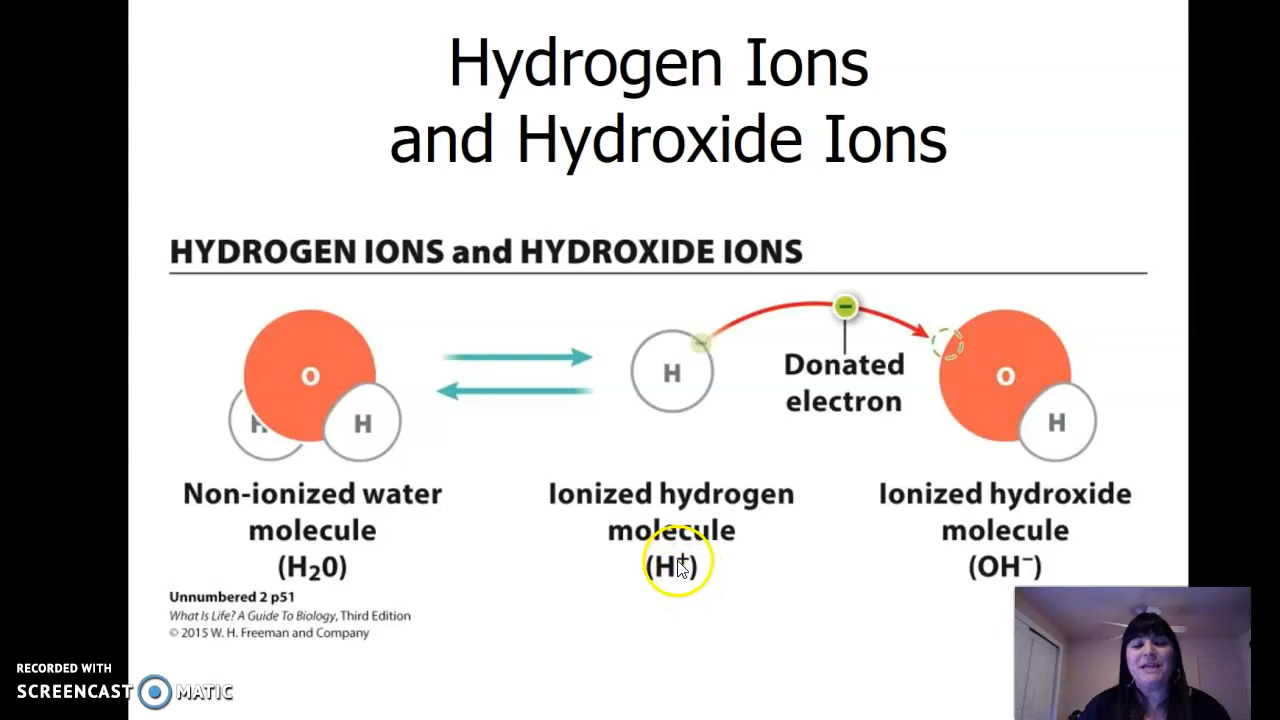 Hydrogen Ions
and Hydroxide Ions
HYDROGEN IONS and HYDROXIDE IONS
O
H
H
H
−
−
Donated
electron
O
H
Non-ionized water
molecule
(H₂0)
Ionized hydrogen
molecule
(H⁺)
Ionized hydroxide
molecule
(OH⁻)
Unnumbered 2 p51
What Is Life? A Guide To Biology, Third Edition
© 2015 W. H. Freeman and Company
RECORDED WITH
SCREENCAST MATIC